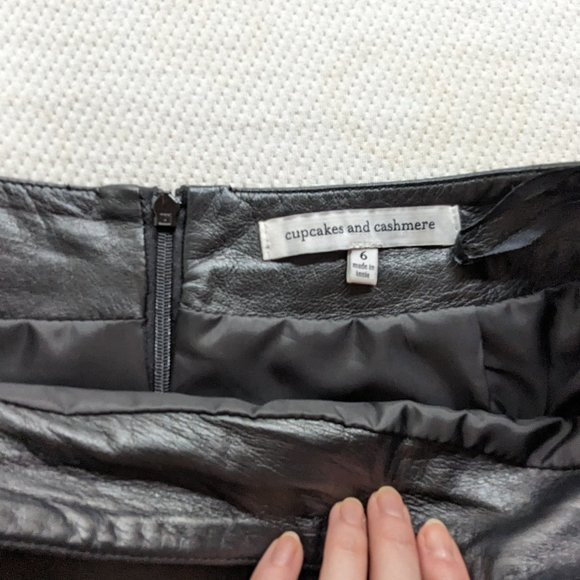 cupcakes and cashmere
6
made in
india